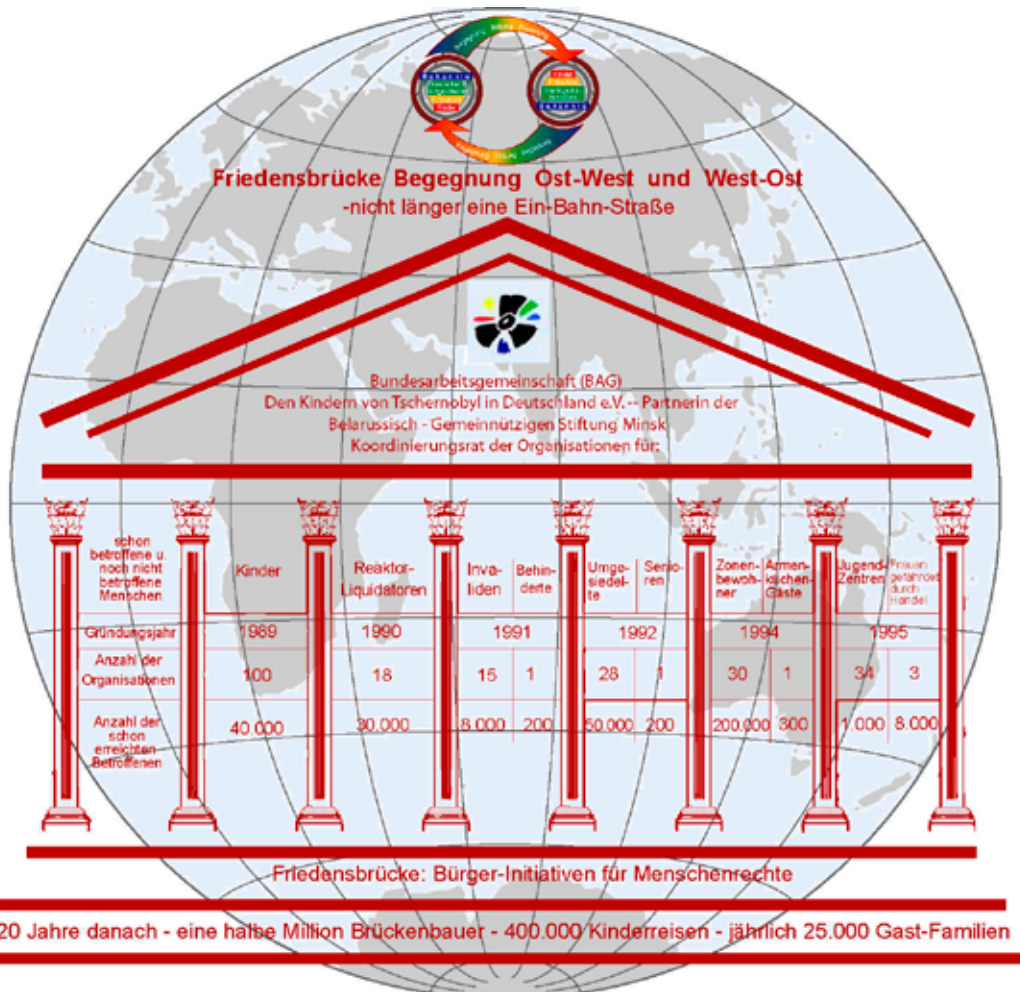 Friedensbrücke Begegnung Ost-West und West-Ost
-nicht länger eine Ein-Bahn-Straße
Bundesarbeitsgemeinschaft (BAG)
Den Kindern von Tschernobyl in Deutschland e.V.-- Partnerin der
Belarussisch - Gemeinnützigen Stiftung Minsk
Koordinierungsrat der Organisationen für:
schon
betroffene u.
noch nicht
betroffene
Menschen
Kinder
Reaktor-
Liquidatoren
Inva-
liden
Behin-
derte
Umge-
siedel-
te
Senio-
ren
Zonen-
bewoh-
ner
Armen-
küchen-
Gäste
Jugend-
Zentren
Frauen
gefährdet
durch
Handel
Gründungsjahr 1989 1990 1991 1992 1994 1995
Anzahl der
Organisationen 100 18 15 1 28 1 30 1 34 3
Anzahl der
schon
erreichten
Betroffenen
40.000 30.000 8.000 200 50.000 200 200.000 300 1.000 8.000
Friedensbrücke: Bürger-Initiativen für Menschenrechte
20 Jahre danach - eine halbe Million Brückenbauer - 400.000 Kinderreisen - jährlich 25.000 Gast-Familien